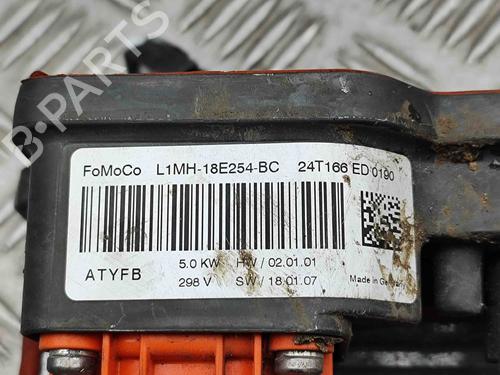 B-PARTS
FoMoCo L1MH-18E254-BC 24T166 ED 0190
ATYFB 5.0 KW HW / 02.01.01
298 V SW / 18.01.07 Made in Germany